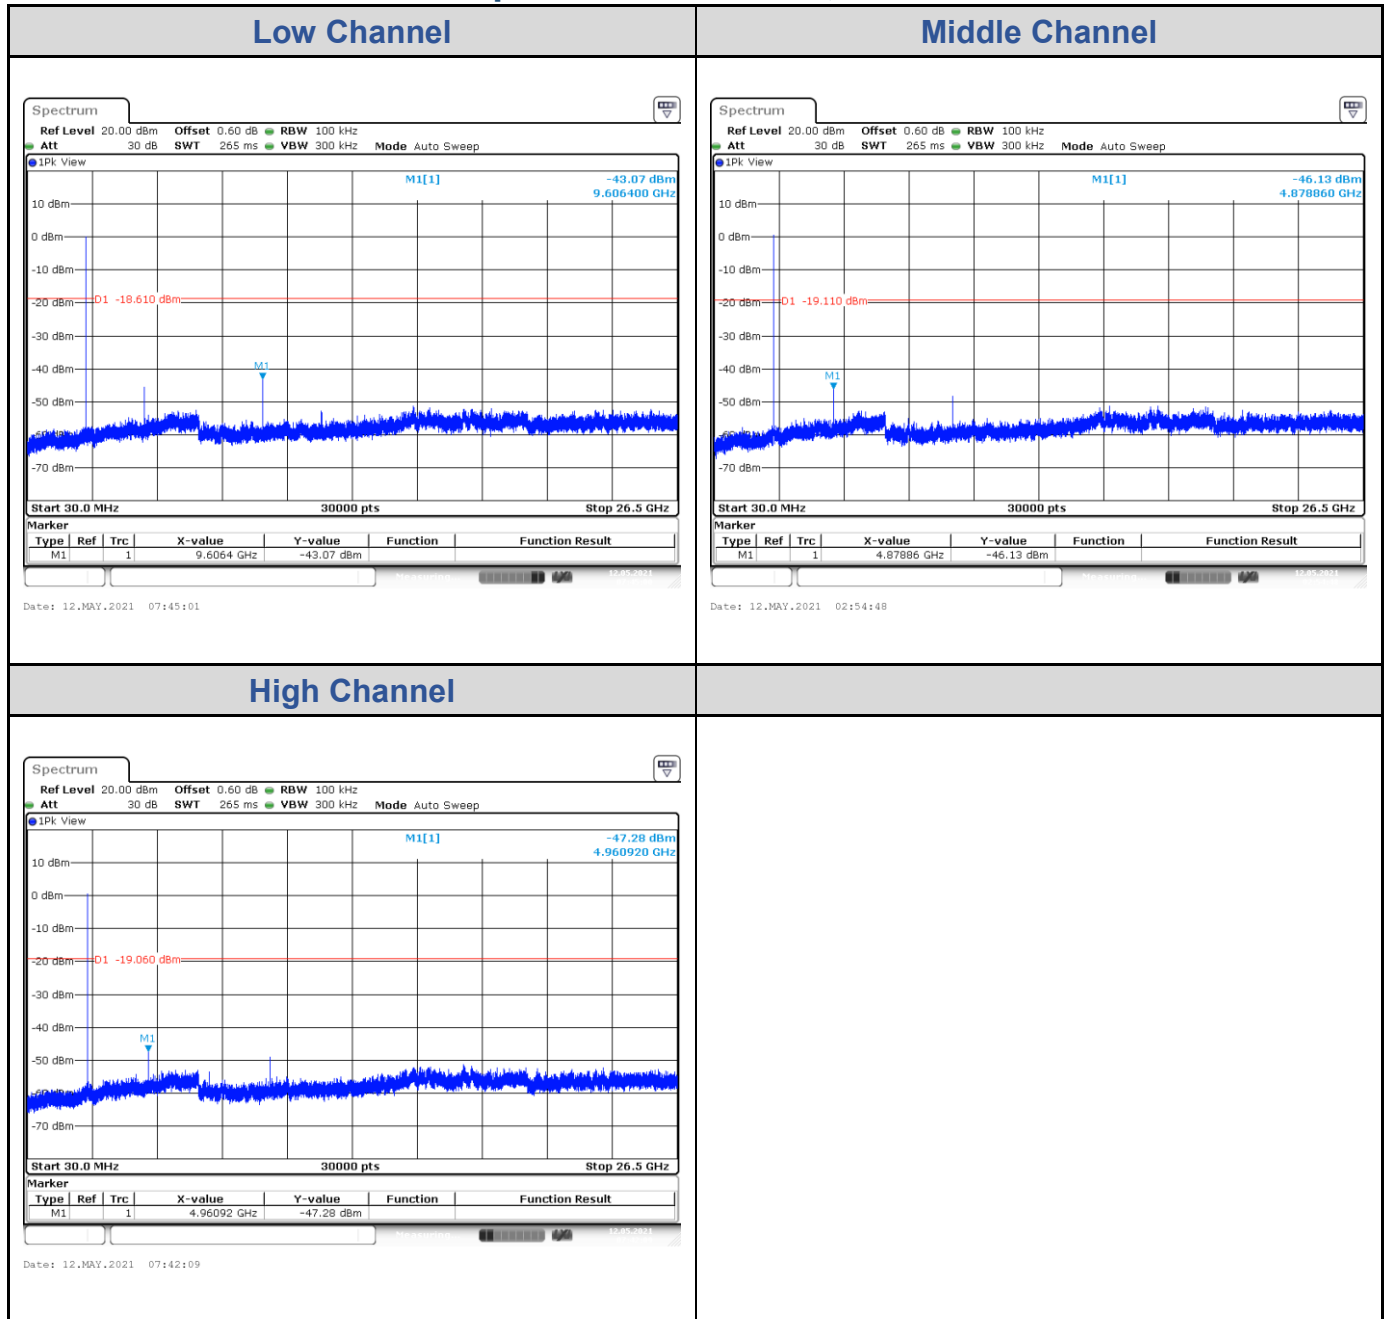 Low Channel
Middle Channel
Spectrum
Ref Level 20.00 dBm Offset 0.60 dB RBW 100 kHz
Att 30 dB SWT 265 ms VBW 300 kHz Mode Auto Sweep
1Pk View
M1[1] -43.07 dBm
9.606400 GHz
10 dBm
0 dBm
-10 dBm
-20 dBm
D1 -18.610 dBm
-30 dBm
-40 dBm
M1
-50 dBm
-70 dBm
Start 30.0 MHz 30000 pts Stop 26.5 GHz
Marker
Type Ref Trc X-value Y-value Function Function Result
M1 1 9.6064 GHz -43.07 dBm
Measuring 12.05.2021
Date: 12.MAY.2021 07:45:01
Spectrum
Ref Level 20.00 dBm Offset 0.60 dB RBW 100 kHz
Att 30 dB SWT 265 ms VBW 300 kHz Mode Auto Sweep
1Pk View
M1[1] -46.13 dBm
4.878860 GHz
10 dBm
0 dBm
-10 dBm
-20 dBm
D1 -19.110 dBm
-30 dBm
-40 dBm
M1
-50 dBm
-70 dBm
Start 30.0 MHz 30000 pts Stop 26.5 GHz
Marker
Type Ref Trc X-value Y-value Function Function Result
M1 1 4.87886 GHz -46.13 dBm
Measuring 12.05.2021
Date: 12.MAY.2021 02:54:48
High Channel
Spectrum
Ref Level 20.00 dBm Offset 0.60 dB RBW 100 kHz
Att 30 dB SWT 265 ms VBW 300 kHz Mode Auto Sweep
1Pk View
M1[1] -47.28 dBm
4.960920 GHz
10 dBm
0 dBm
-10 dBm
-20 dBm
D1 -19.060 dBm
-30 dBm
-40 dBm
M1
-50 dBm
-70 dBm
Start 30.0 MHz 30000 pts Stop 26.5 GHz
Marker
Type Ref Trc X-value Y-value Function Function Result
M1 1 4.96092 GHz -47.28 dBm
Measuring 12.05.2021
Date: 12.MAY.2021 07:42:09